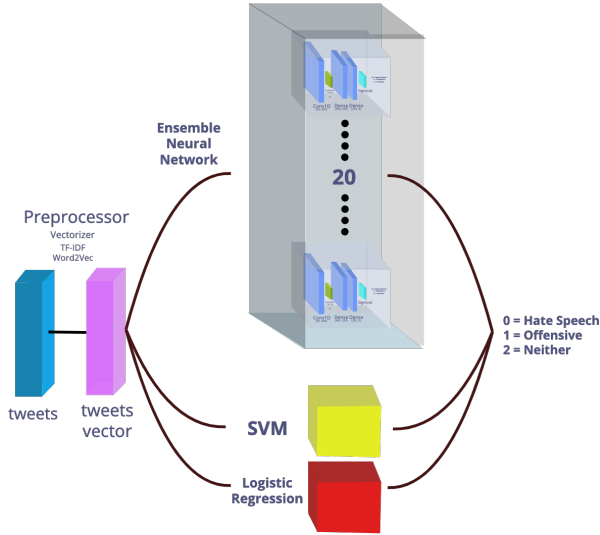 Ensemble
Neural
Network
Conv1D
Dense Dense
Sigmoid
20
Preprocessor
Vectorizer
TF-IDF
Word2Vec
tweets
tweets
vector
Conv1D
Dense Dense
Sigmoid
0 = Hate Speech
1 = Offensive
2 = Neither
SVM
Logistic
Regression